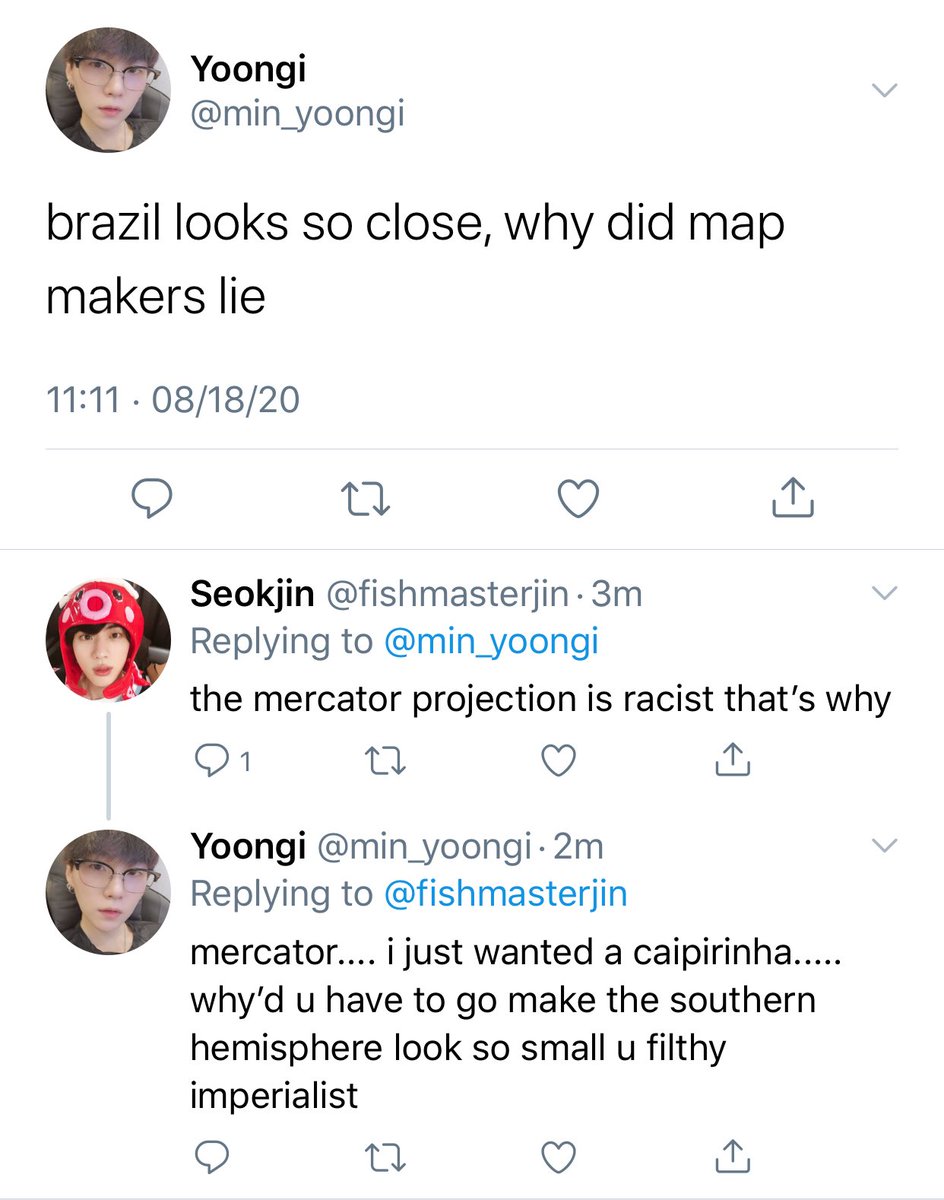 Yoongi
@min_yoongi
brazil looks so close, why did map
makers lie
11:11 · 08/18/20
Seokjin @fishmasterjin · 3m
Replying to @min_yoongi
the mercator projection is racist that’s why
1
Yoongi @min_yoongi · 2m
Replying to @fishmasterjin
mercator.... i just wanted a caipirinha.....
why’d u have to go make the southern
hemisphere look so small u filthy
imperialist